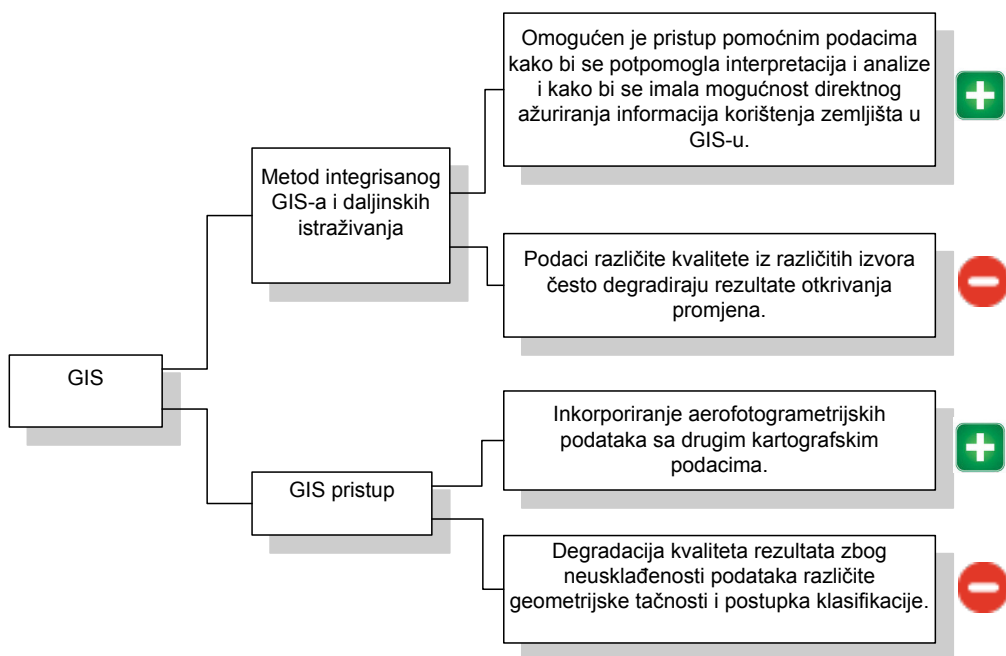 Omogućen je pristup pomoćnim podacima
kako bi se potpomogla interpretacija i analize
i kako bi se imala mogućnost direktnog
ažuriranja informacija korištenja zemljišta u
GIS-u.
Metod integrisanog
GIS-a i daljinskih
istraživanja
Podaci različite kvalitete iz različitih izvora
često degradiraju rezultate otkrivanja
promjena.
GIS
Inkorporiranje aerofotogrametrijskih
podataka sa drugim kartografskim
podacima.
GIS pristup
Degradacija kvaliteta rezultata zbog
neusklađenosti podataka različite
geometrijske tačnosti i postupka klasifikacije.